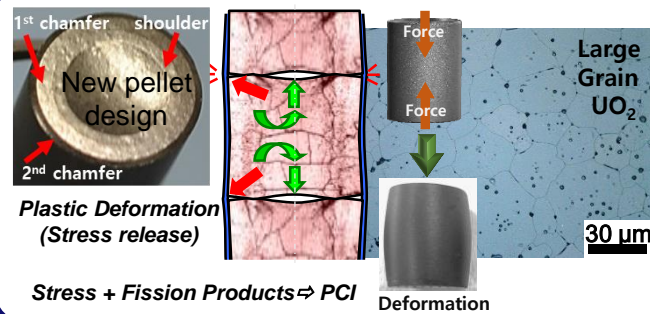 1st chamfer
shoulder
New pellet
design
2nd chamfer
Plastic Deformation
(Stress release)
Stress + Fission Products⇨ PCI
Force
Force
Deformation
Large
Grain
UO2
30 µm